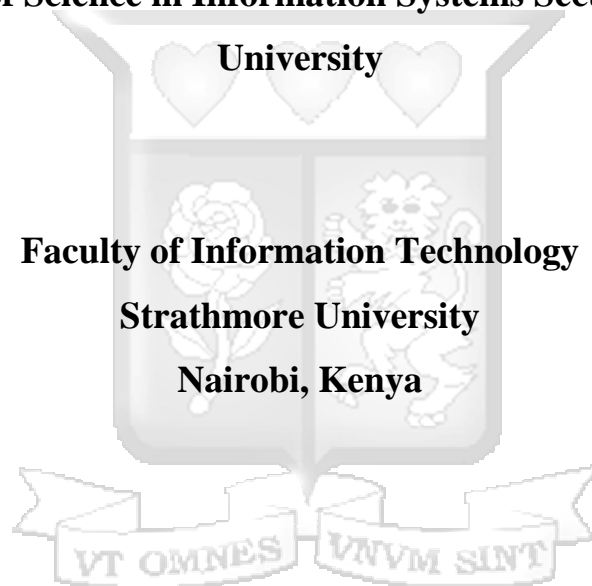 Science in Information Systems
University
Faculty of Information Technology
Strathmore University
Nairobi, Kenya
VT OMNES VNVM SINT